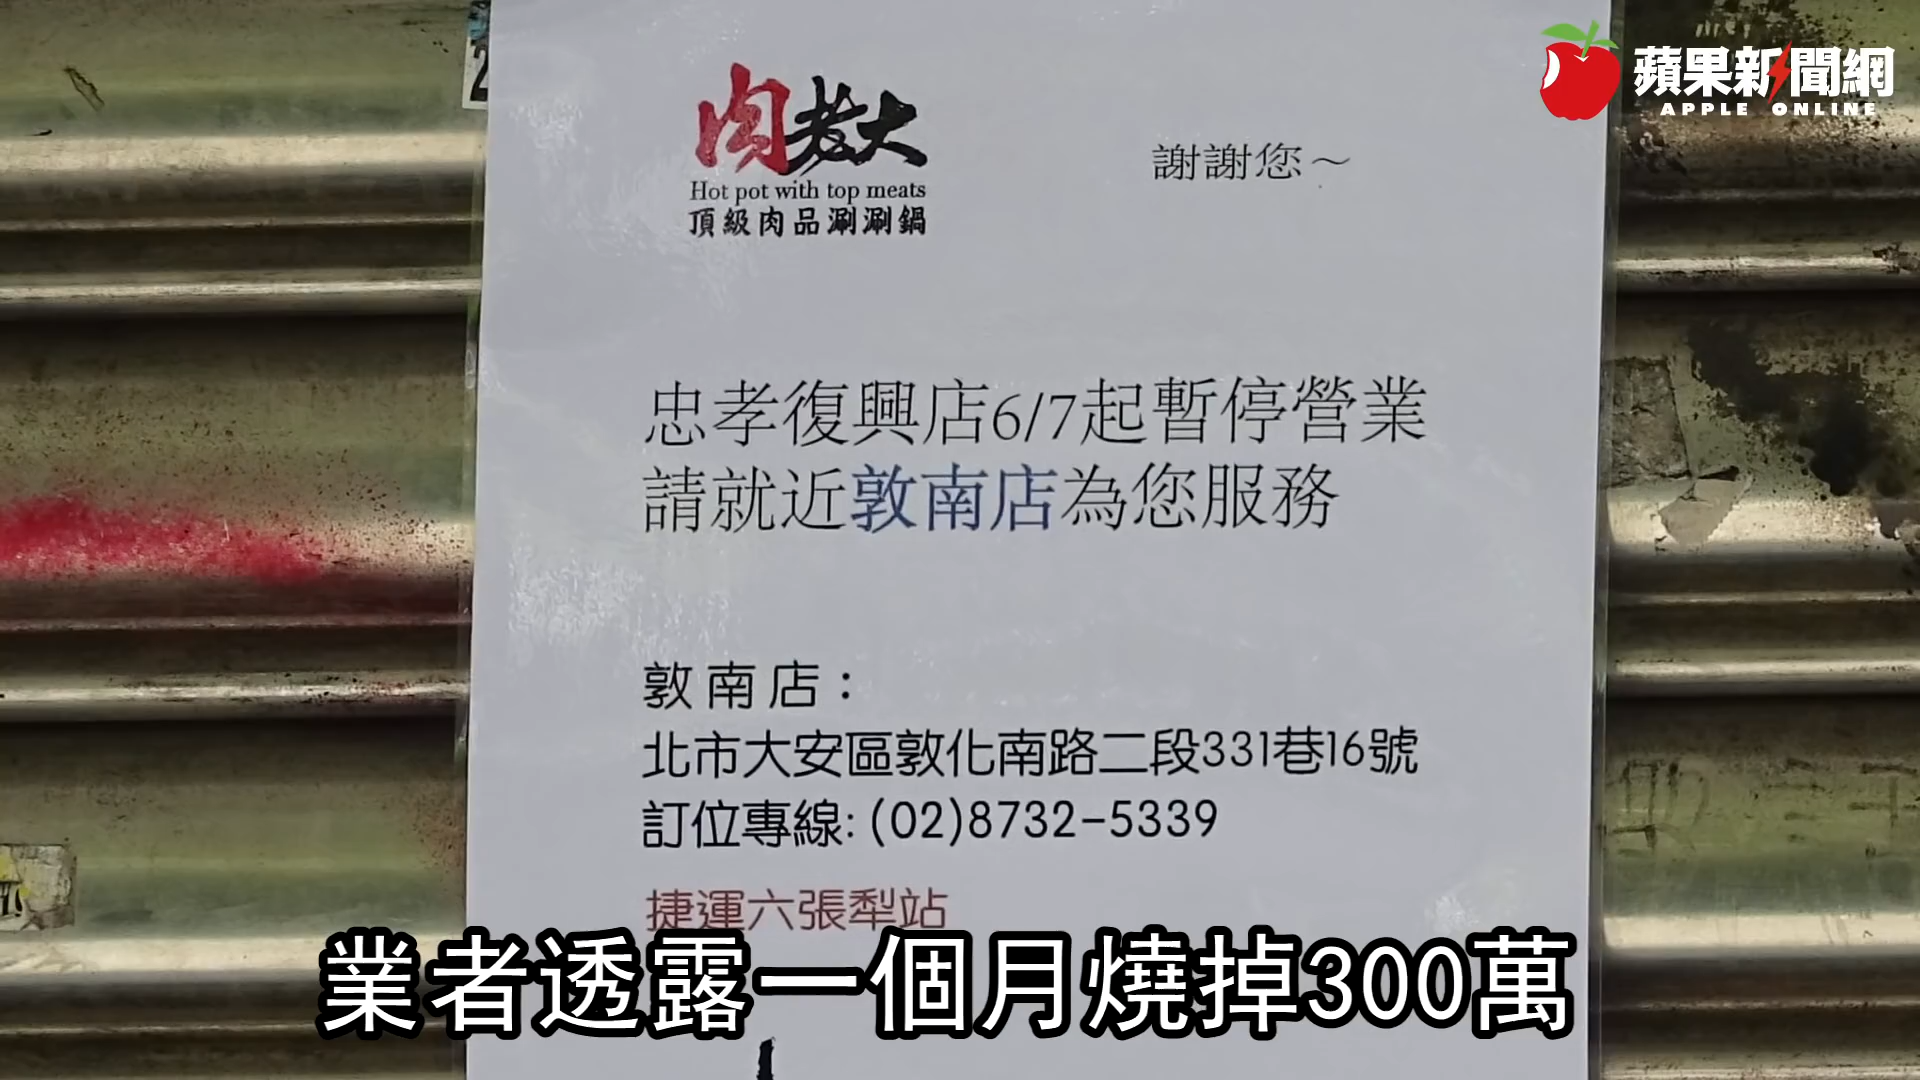 蘋果新聞網
APPLE ONLINE
2
肉老大
Hot pot with top meats
頂級肉品涮涮鍋
謝謝您～
忠孝復興店6/7起暫停營業
請就近敦南店為您服務
敦南店：
北市大安區敦化南路二段331巷16號
訂位專線: (02)8732-5339
捷運六張犁站
業者透露一個月燒掉300萬